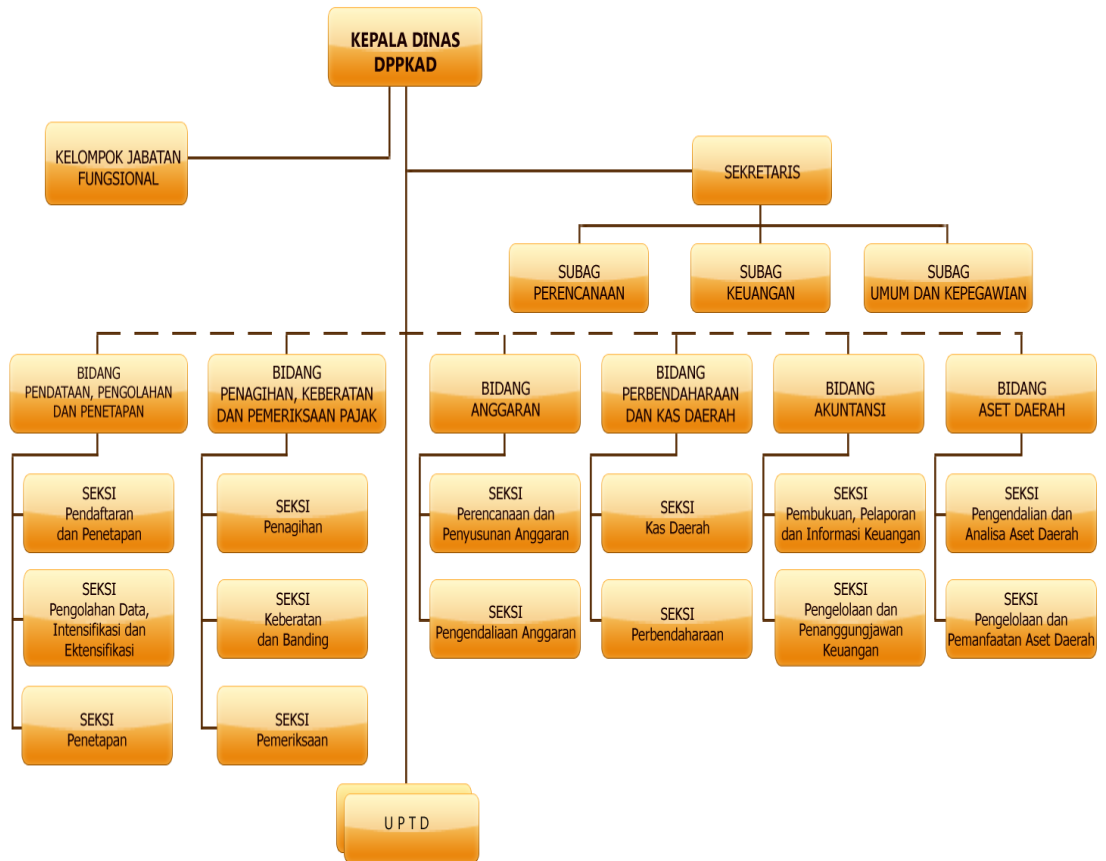 KEPALA DINAS
DPPKAD
KELOMPOK JABATAN
FUNGSIONAL
SEKRETARIS
SUBAG
PERENCANAAN
SUBAG
KEUANGAN
SUBAG
UMUM DAN KEPEGAWIAN
BIDANG
PENDATAAN, PENGOLAHAN
DAN PENETAPAN
BIDANG
PENAGIHAN, KEBERATAN
DAN PEMERIKSAAN PAJAK
BIDANG
ANGGARAN
BIDANG
PERBENDAHARAAN
DAN KAS DAERAH
BIDANG
AKUNTANSI
BIDANG
ASET DAERAH
SEKSI
Pendaftaran
dan Penetapan
SEKSI
Penagihan
SEKSI
Perencanaan dan
Penyusunan Anggaran
SEKSI
Kas Daerah
SEKSI
Pembukuan, Pelaporan
dan Informasi Keuangan
SEKSI
Pengendalian dan
Analisa Aset Daerah
SEKSI
Pengolahan Data,
Intensifikasi dan
Ektensifikasi
SEKSI
Keberatan
dan Banding
SEKSI
Pengendaliaan Anggaran
SEKSI
Perbendaharaan
SEKSI
Pengelolaan dan
Penanggungjawan
Keuangan
SEKSI
Pengelolaan dan
Pemanfaatan Aset Daerah
SEKSI
Penetapan
SEKSI
Pemeriksaan
U P T D